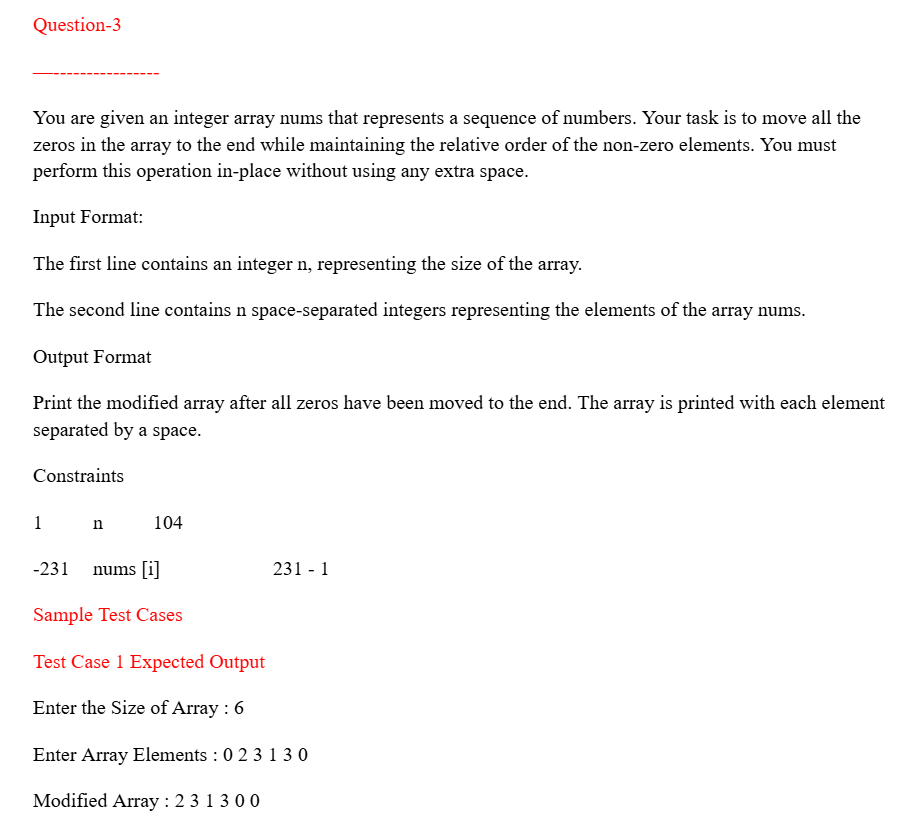 Question-3
—----------------
You are given an integer array nums that represents a sequence of numbers. Your task is to move all the
zeros in the array to the end while maintaining the relative order of the non-zero elements. You must
perform this operation in-place without using any extra space.
Input Format:
The first line contains an integer n, representing the size of the array.
The second line contains n space-separated integers representing the elements of the array nums.
Output Format
Print the modified array after all zeros have been moved to the end. The array is printed with each element
separated by a space.
Constraints
1 n 104
-231 nums [i] 231 - 1
Sample Test Cases
Test Case 1 Expected Output
Enter the Size of Array : 6
Enter Array Elements : 0 2 3 1 3 0
Modified Array : 2 3 1 3 0 0